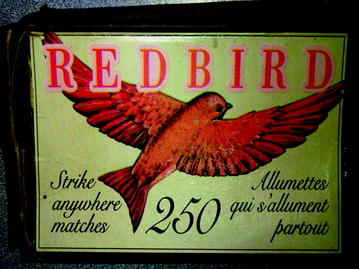 REDBIRD
Strike
anywhere
matches
250
Allumettes
qui s'allument
partout